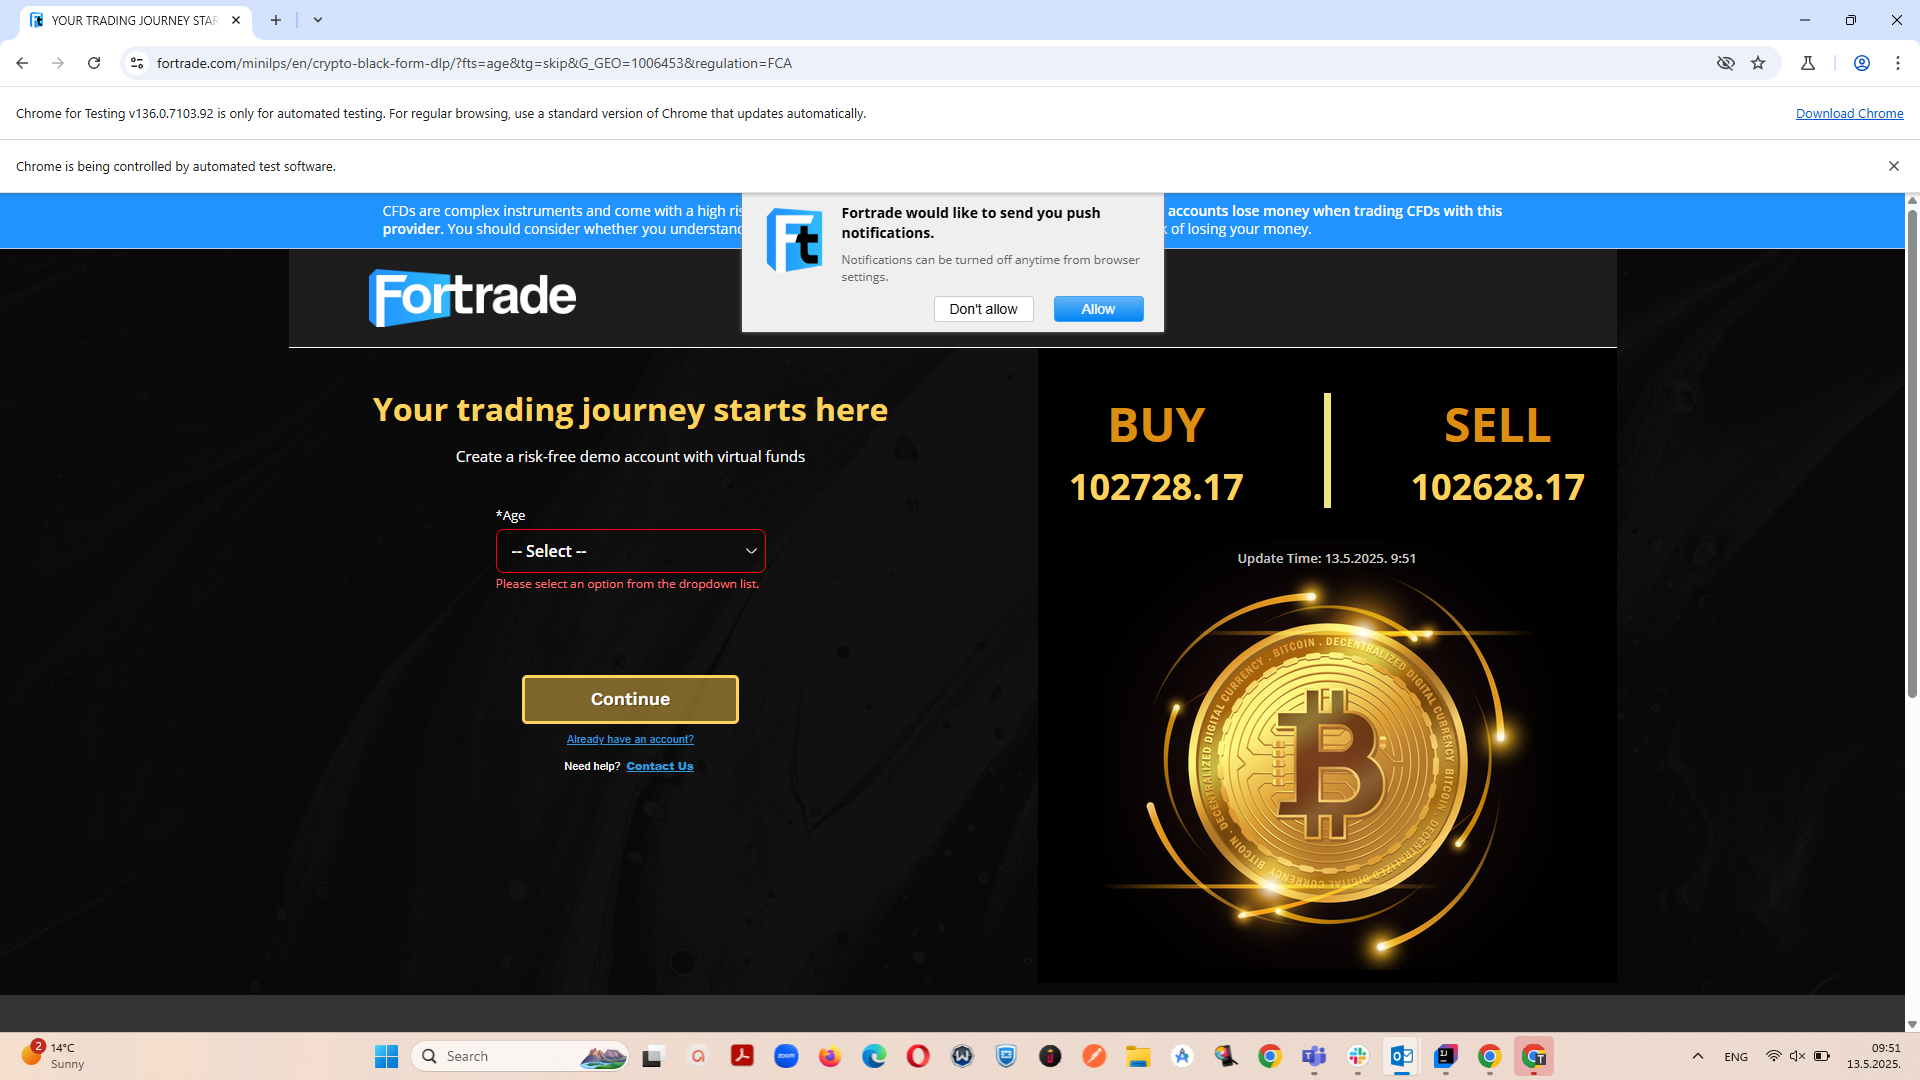 YOUR TRADING JOURNEY STAR
fortrade.com/minilps/en/crypto-black-form-dlp/?fts=age&tg=skip&G_GEO=1006453&regulation=FCA
Chrome for Testing v136.0.7103.92 is only for automated testing. For regular browsing, use a standard version of Chrome that updates automatically.
Download Chrome
Chrome is being controlled by automated test software.
CFDs are complex instruments and come with a high ris
accounts lose money when trading CFDs with this
provider. You should consider whether you understand
of losing your money.
Ft
Fortrade would like to send you push
notifications.
Notifications can be turned off anytime from browser
settings.
Don't allow
Allow
Fortrade
Your trading journey starts here
Create a risk-free demo account with virtual funds
*Age
-- Select --
Please select an option from the dropdown list.
Continue
Already have an account?
Need help? Contact Us
BUY
SELL
102728.17
102628.17
Update Time: 13.5.2025. 9:51
BITCOIN . DECENTRALIZED DIGITAL CURRENCY . BITCOIN . DECENTRALIZED DIGITAL CURRENCY . BITCOIN . DECENTRALIZED DIGITAL CURRENCY .
2
14°C
Sunny
Search
zoom
ENG
09:51
13.5.2025.